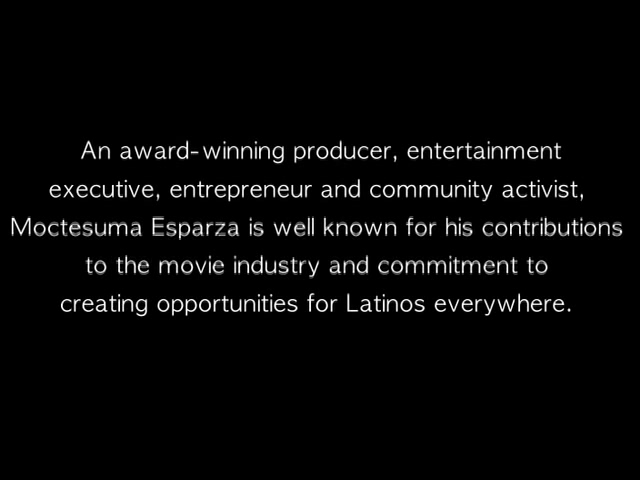 An award-winning producer, entertainment
executive, entrepreneur and community activist,
Moctesuma Esparza is well known for his contributions
to the movie industry and commitment to
creating opportunities for Latinos everywhere.